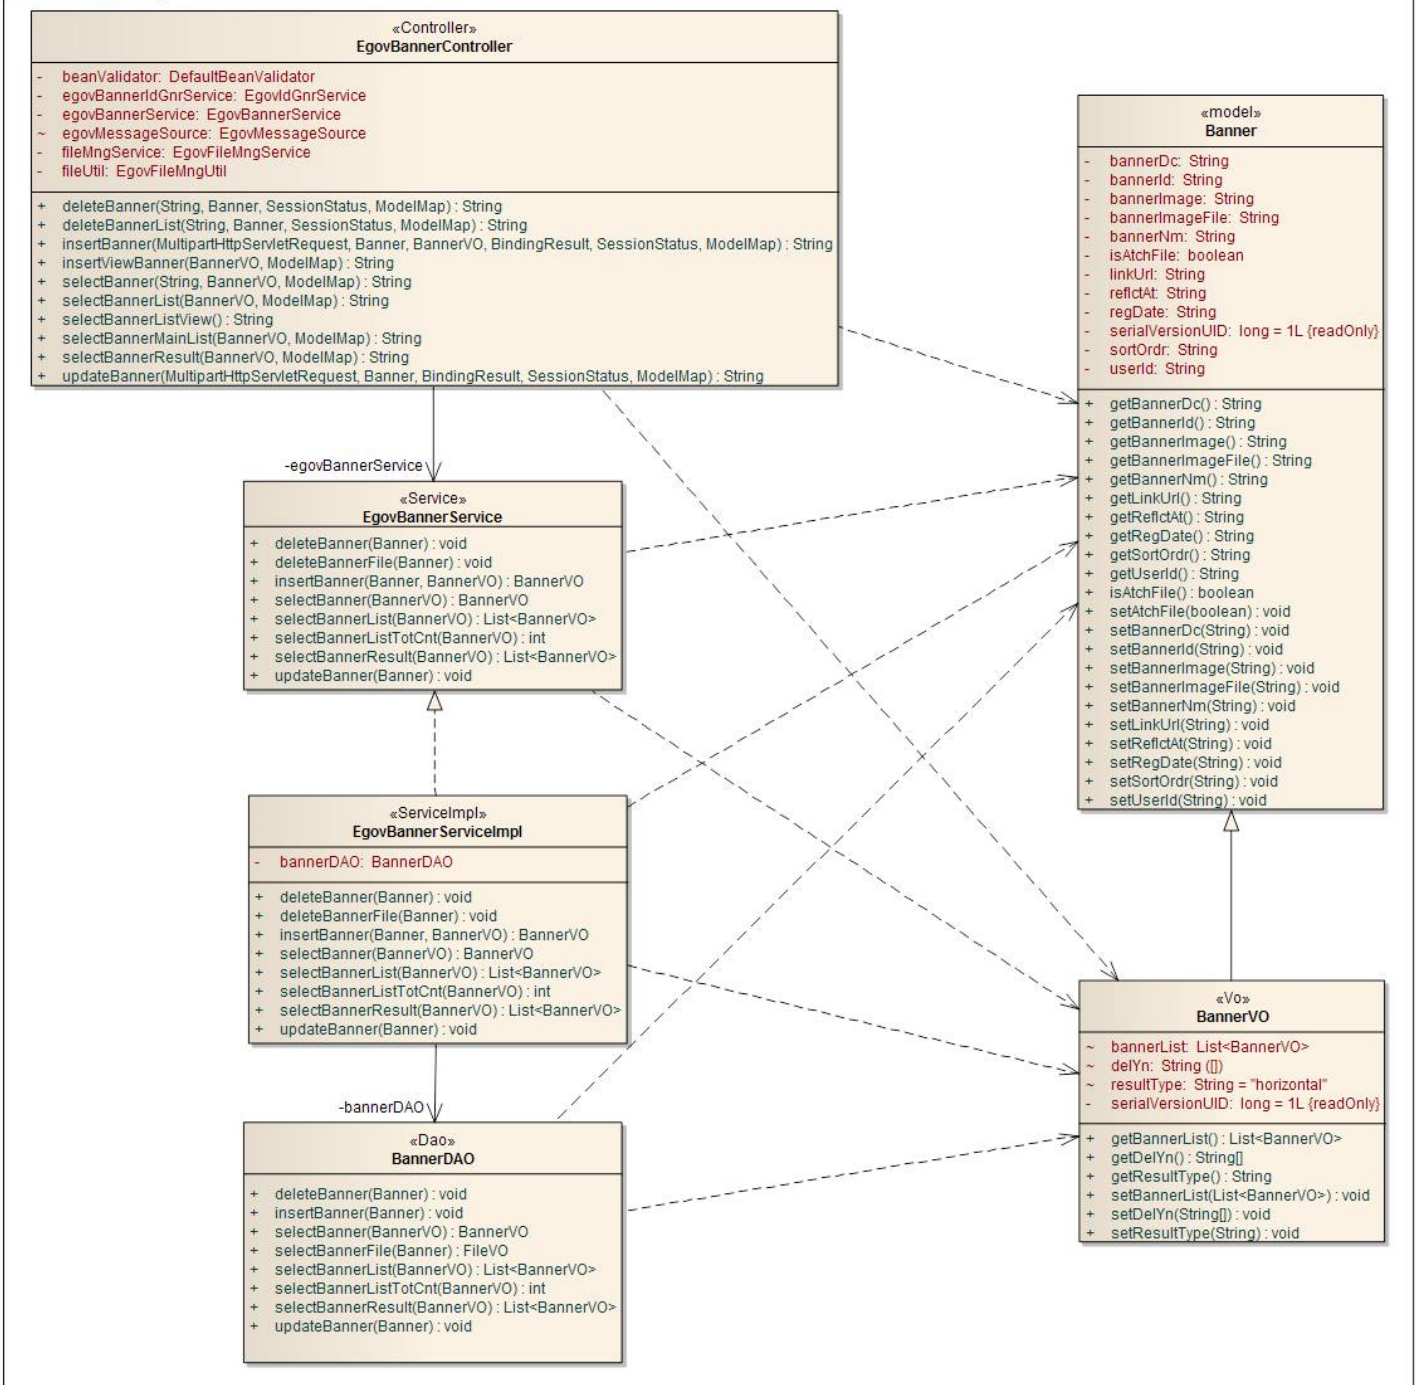 «Controller»
EgovBannerController
- beanValidator: DefaultBeanValidator
- egovBannerIdGnrService: EgovIdGnrService
- egovBannerService: EgovBannerService
~ egovMessageSource: EgovMessageSource
- fileMngService: EgovFileMngService
- fileUtil: EgovFileMngUtil
+ deleteBanner(String, Banner, SessionStatus, ModelMap) : String
+ deleteBannerList(String, Banner, SessionStatus, ModelMap) : String
+ insertBanner(MultipartHttpServletRequest, Banner, BannerVO, BindingResult, SessionStatus, ModelMap) : String
+ insertViewBanner(BannerVO, ModelMap) : String
+ selectBanner(String, BannerVO, ModelMap) : String
+ selectBannerList(BannerVO, ModelMap) : String
+ selectBannerListView() : String
+ selectBannerMainList(BannerVO, ModelMap) : String
+ selectBannerResult(BannerVO, ModelMap) : String
+ updateBanner(MultipartHttpServletRequest, Banner, BindingResult, SessionStatus, ModelMap) : String
-egovBannerService
«Service»
EgovBannerService
+ deleteBanner(Banner) : void
+ deleteBannerFile(Banner) : void
+ insertBanner(Banner, BannerVO) : BannerVO
+ selectBanner(BannerVO) : BannerVO
+ selectBannerList(BannerVO) : List<BannerVO>
+ selectBannerListTotCnt(BannerVO) : int
+ selectBannerResult(BannerVO) : List<BannerVO>
+ updateBanner(Banner) : void
«ServiceImpl»
EgovBannerServiceImpl
- bannerDAO: BannerDAO
+ deleteBanner(Banner) : void
+ deleteBannerFile(Banner) : void
+ insertBanner(Banner, BannerVO) : BannerVO
+ selectBanner(BannerVO) : BannerVO
+ selectBannerList(BannerVO) : List<BannerVO>
+ selectBannerListTotCnt(BannerVO) : int
+ selectBannerResult(BannerVO) : List<BannerVO>
+ updateBanner(Banner) : void
-bannerDAO
«Dao»
BannerDAO
+ deleteBanner(Banner) : void
+ insertBanner(Banner) : void
+ selectBanner(BannerVO) : BannerVO
+ selectBannerFile(Banner) : FileVO
+ selectBannerList(BannerVO) : List<BannerVO>
+ selectBannerListTotCnt(BannerVO) : int
+ selectBannerResult(BannerVO) : List<BannerVO>
+ updateBanner(Banner) : void
«model»
Banner
- bannerDc: String
- bannerId: String
- bannerImage: String
- bannerImageFile: String
- bannerNm: String
- isAtchFile: boolean
- linkUrl: String
- reflctAt: String
- regDate: String
- serialVersionUID: long = 1L {readOnly}
- sortOrdr: String
- userId: String
+ getBannerDc() : String
+ getBannerId() : String
+ getBannerImage() : String
+ getBannerImageFile() : String
+ getBannerNm() : String
+ getLinkUrl() : String
+ getReflctAt() : String
+ getRegDate() : String
+ getSortOrdr() : String
+ getUserId() : String
+ isAtchFile() : boolean
+ setAtchFile(boolean) : void
+ setBannerDc(String) : void
+ setBannerId(String) : void
+ setBannerImage(String) : void
+ setBannerImageFile(String) : void
+ setBannerNm(String) : void
+ setLinkUrl(String) : void
+ setReflctAt(String) : void
+ setRegDate(String) : void
+ setSortOrdr(String) : void
+ setUserId(String) : void
«Vo»
BannerVO
~ bannerList: List<BannerVO>
~ delYn: String ([])
~ resultType: String = "horizontal"
- serialVersionUID: long = 1L {readOnly}
+ getBannerList() : List<BannerVO>
+ getDelYn() : String[]
+ getResultType() : String
+ setBannerList(List<BannerVO>) : void
+ setDelYn(String[]) : void
+ setResultType(String) : void